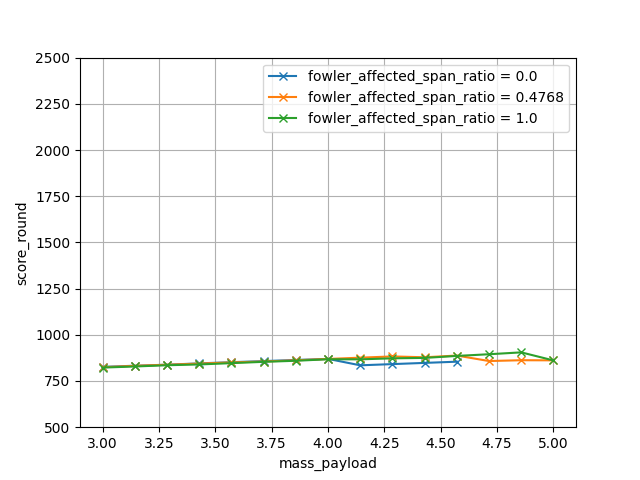 2500
2250
2000
1750
1500
1250
1000
750
500
score_round
fowler_affected_span_ratio = 0.0
fowler_affected_span_ratio = 0.4768
fowler_affected_span_ratio = 1.0
3.00 3.25 3.50 3.75 4.00 4.25 4.50 4.75 5.00
mass_payload